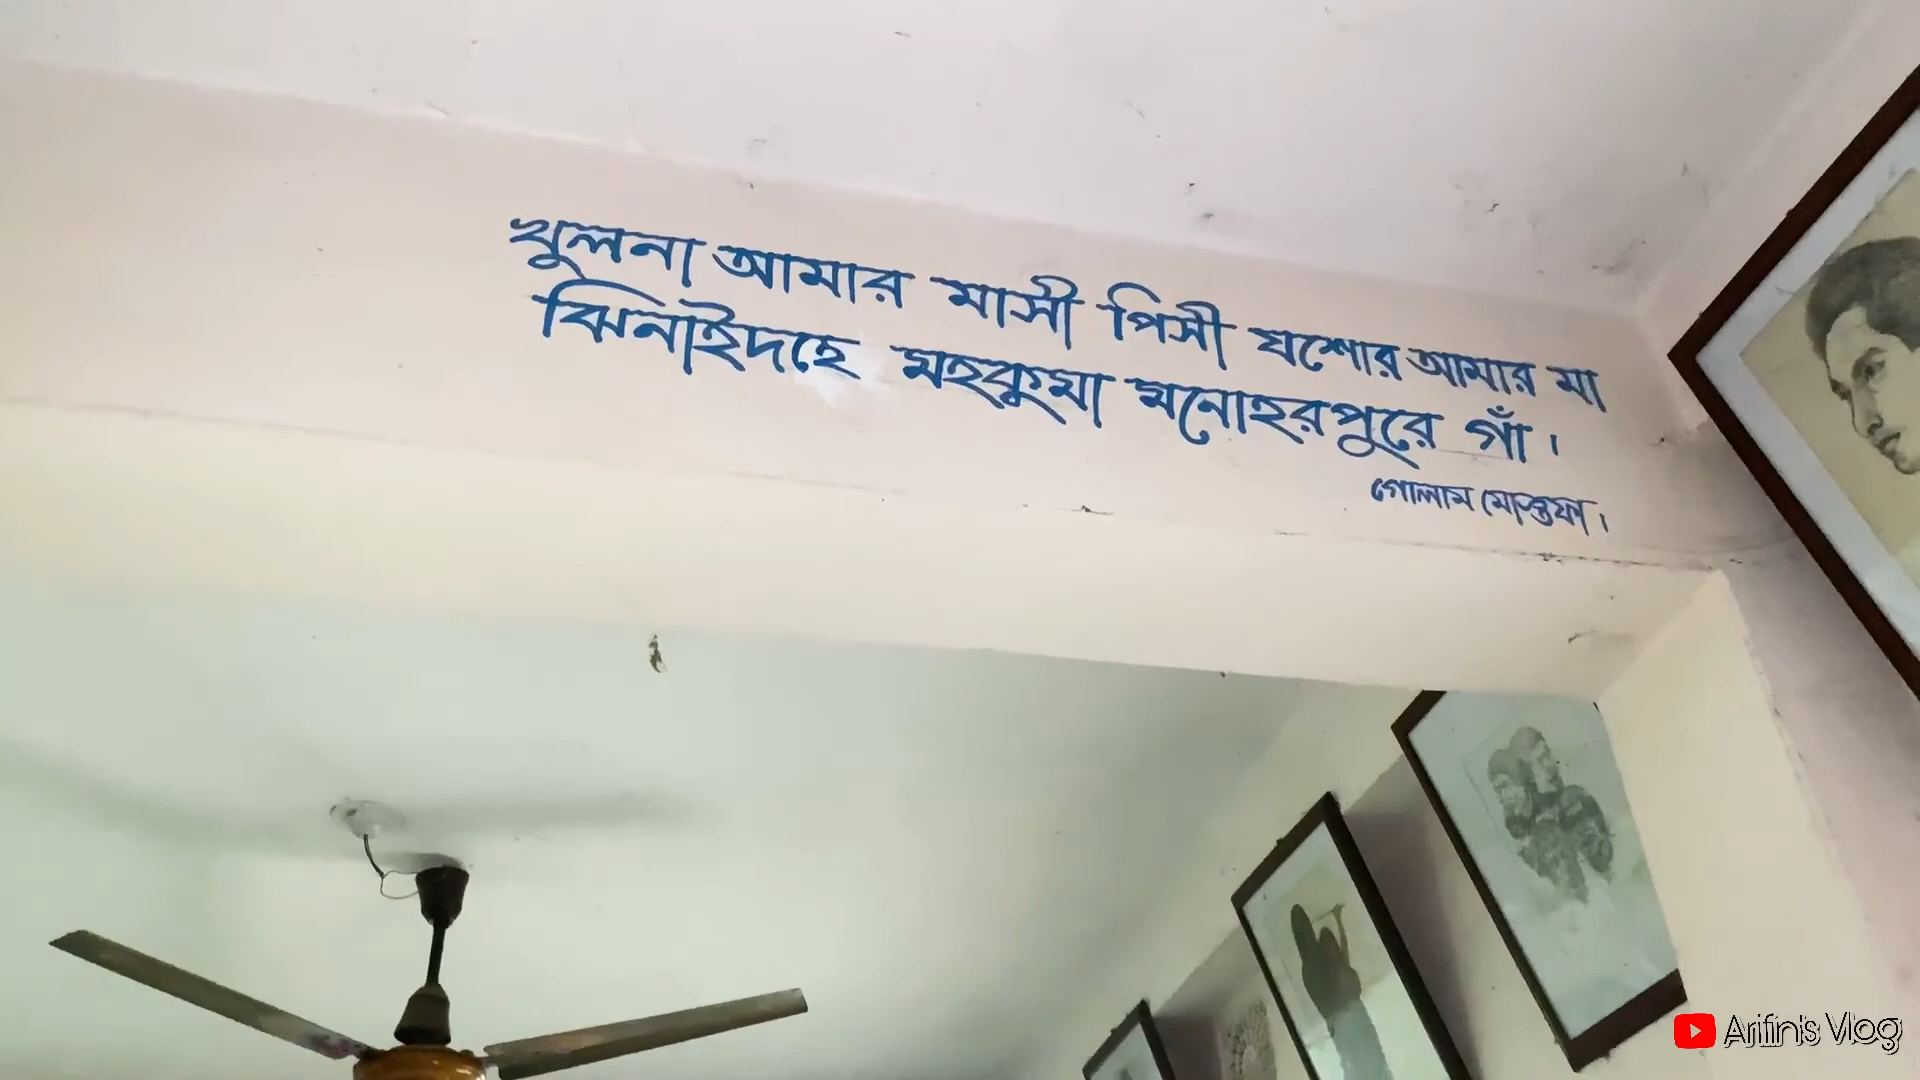 খুলনা আমার মাসী পিসী যশোর আমার মা
ঝিনাইদহে মহকুমা মনোহরপুরে গাঁ।
গোলাম মোস্তফা।
Arifin's Vlog